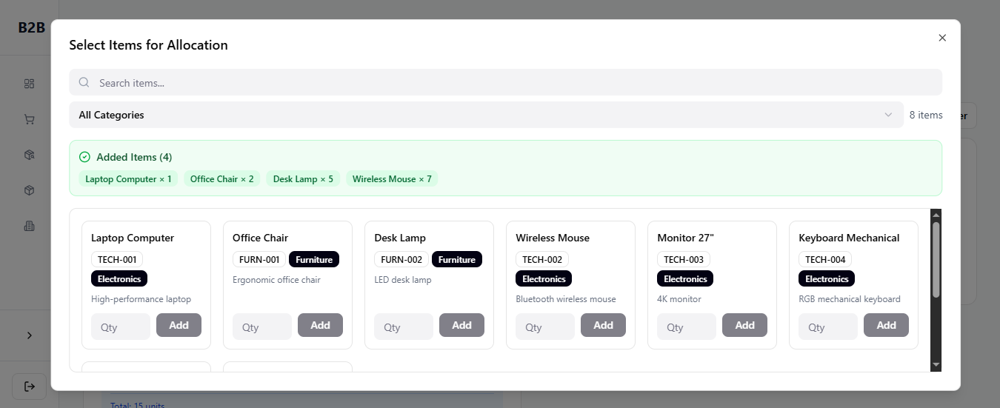 B2B
Select Items for Allocation
Search items...
All Categories
8 items
er
Added Items (4)
Laptop Computer × 1 Office Chair × 2 Desk Lamp × 5 Wireless Mouse × 7
Laptop Computer
TECH-001
Electronics
High-performance laptop
Qty Add
Office Chair
FURN-001 Furniture
Ergonomic office chair
Qty Add
Desk Lamp
FURN-002 Furniture
LED desk lamp
Qty Add
Wireless Mouse
TECH-002
Electronics
Bluetooth wireless mouse
Qty Add
Monitor 27"
TECH-003
Electronics
4K monitor
Qty Add
Keyboard Mechanical
TECH-004
Electronics
RGB mechanical keyboard
Qty Add
Total: 15 units